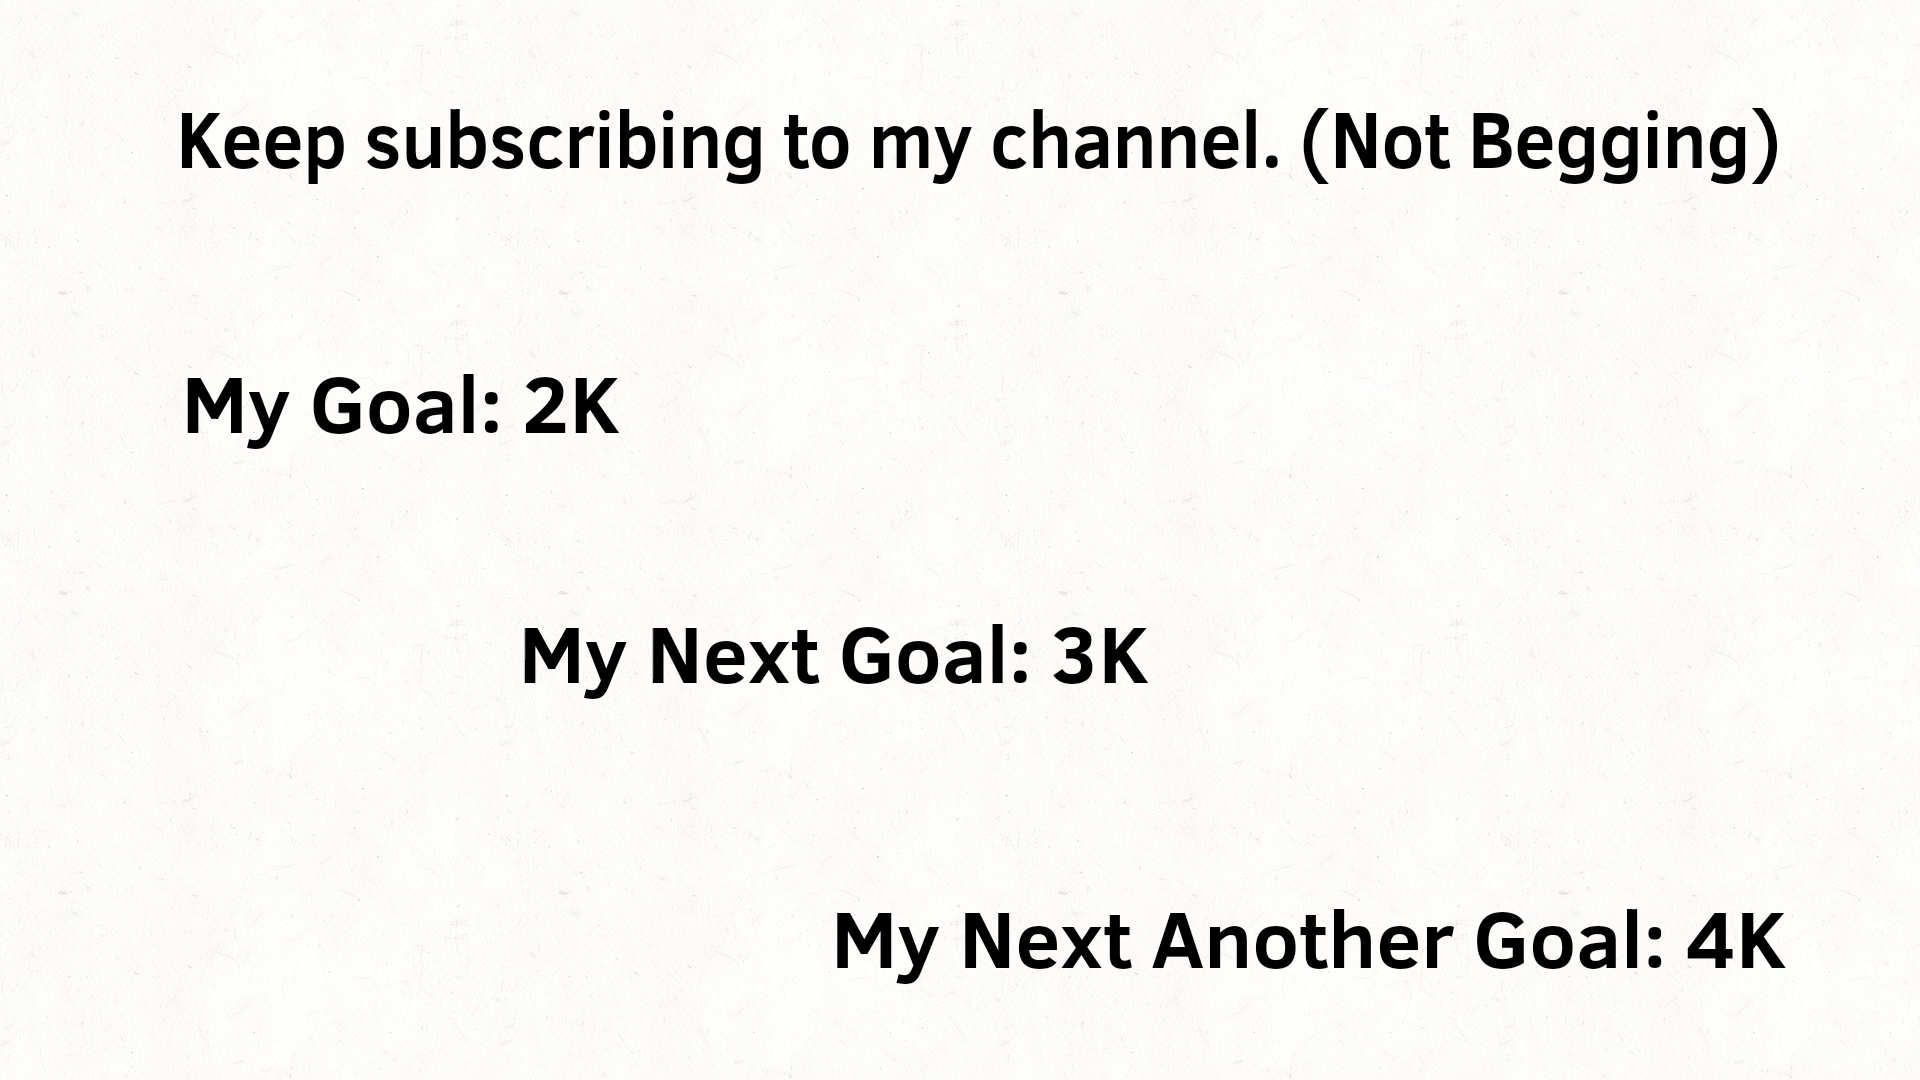 Keep subscribing to my channel. (Not Begging)
My Goal: 2K
My Next Goal: 3K
My Next Another Goal: 4K